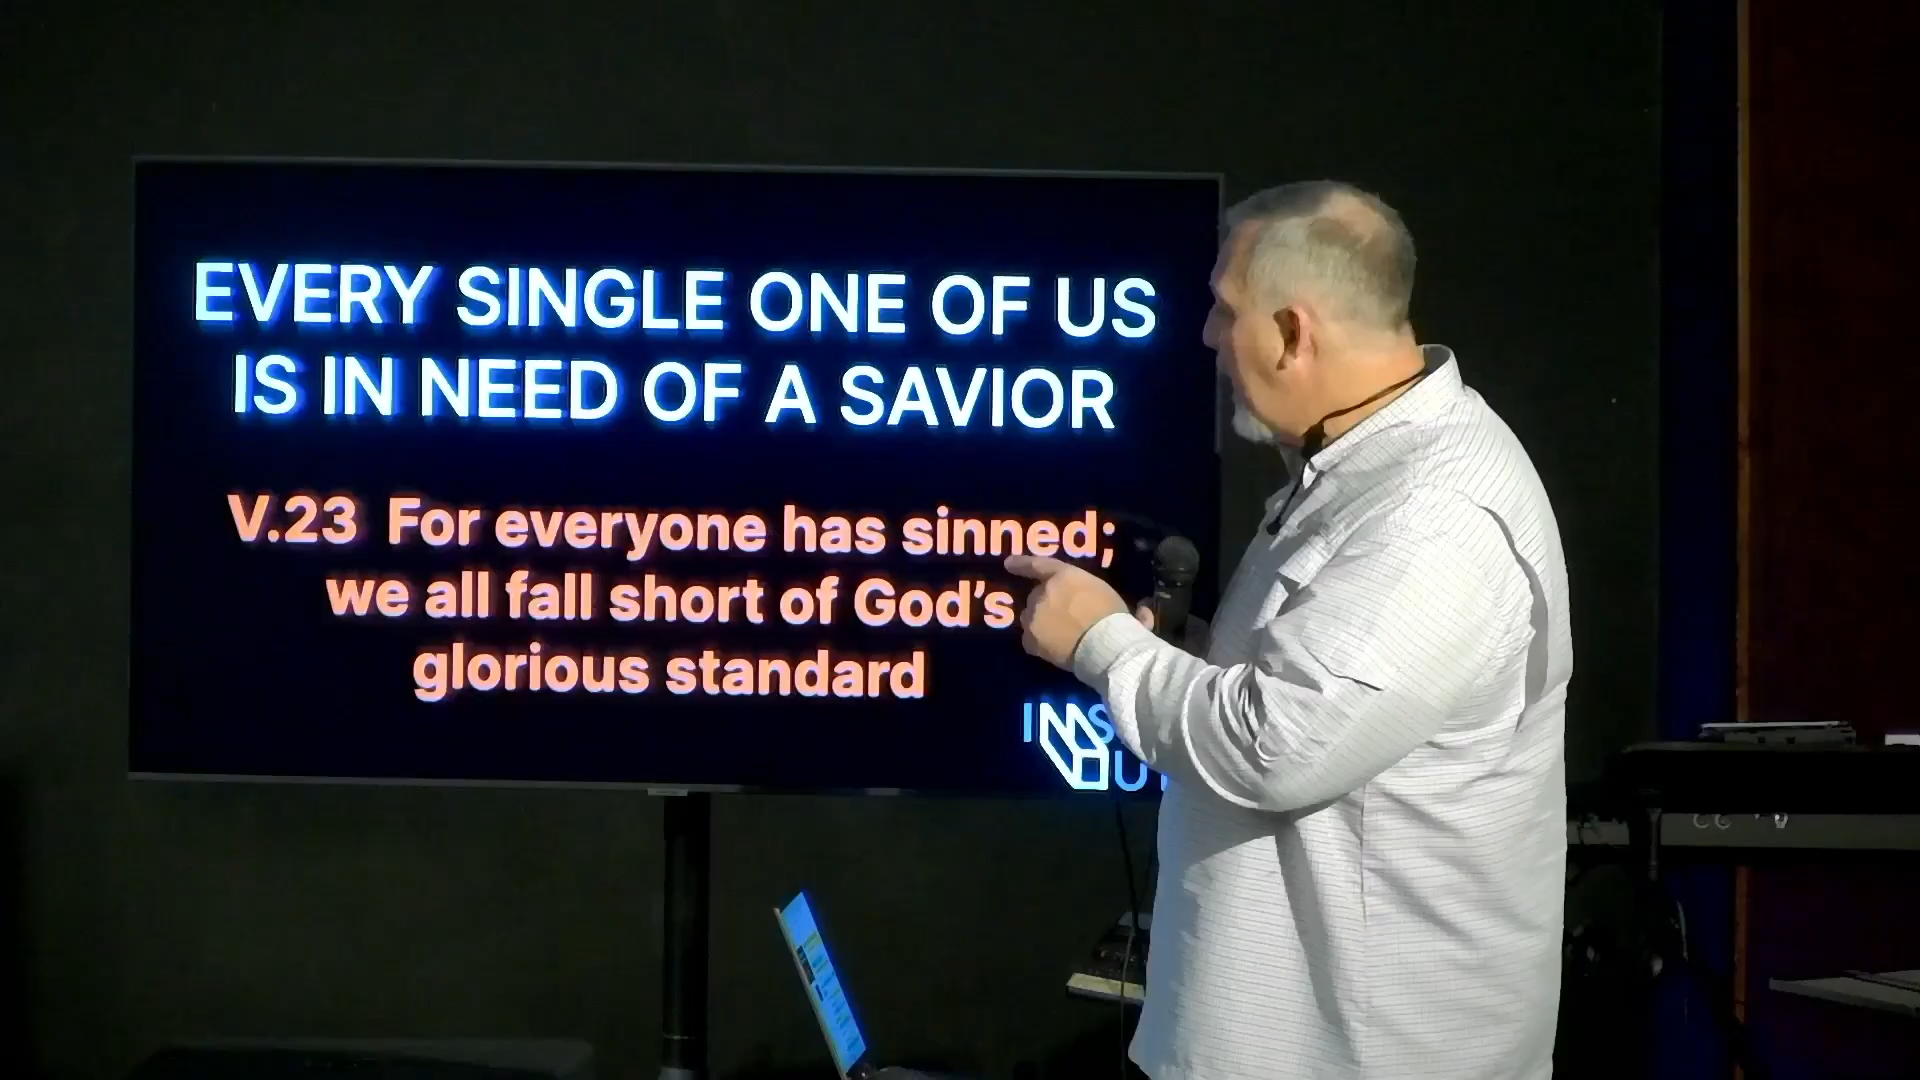 EVERY SINGLE ONE OF US
IS IN NEED OF A SAVIOR
V.23 For everyone has sinned;
we all fall short of God's
glorious standard